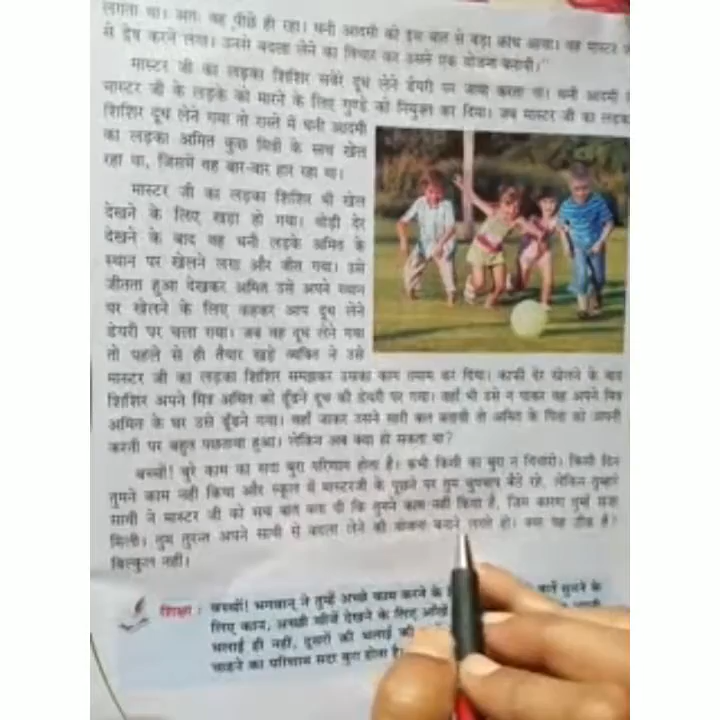 लगता था। अतः वह पीछे ही रहा। धनी आदमी को इस बात से बड़ा क्रोध आया। वह मास्टर
से द्वेष करने लगा। उनसे बदला लेने का विचार कर उसने एक योजना बनायी।"
मास्टर जी का लड़का शिशिर सवेरे दूध लेने डेयरी पर जाया करता था। धनी आदमी
मास्टर जी के लड़के को मारने के लिए गुण्डे को नियुक्त कर दिया। जब मास्टर जी का लड़का
शिशिर दूध लेने गया तो रास्ते में धनी आदमी
का लड़का अमित कुछ मित्रों के साथ खेल
रहा था, जिसमें वह बार-बार हार रहा था।
मास्टर जी का लड़का शिशिर भी खेल
देखने के लिए खड़ा हो गया। थोड़ी देर
देखने के बाद वह धनी लड़के अमित के
स्थान पर खेलने लगा और जीत गया। उसे
जीतता हुआ देखकर अमित उसे अपने स्थान
पर खेलने के लिए कहकर आप दूध लेने
डेयरी पर चला गया। जब वह दूध लेने गया
तो पहले से ही तैयार खड़े व्यक्ति ने उसे
मास्टर जी का लड़का शिशिर समझकर उसका काम तमाम कर दिया। काफी देर खेलने के बाद
शिशिर अपने मित्र अमित को ढूँढ़ने दूध की डेयरी पर गया। वहाँ भी उसे न पाकर वह अपने मित्र
अमित के घर उसे ढूँढ़ने गया। वहाँ जाकर उसने सारी बात बतायी तो अमित के पिता को अपनी
करनी पर बहुत पछतावा हुआ। लेकिन अब क्या हो सकता था?
बच्चों! बुरे काम का सदा बुरा परिणाम होता है। कभी किसी का बुरा न विचारो। किसी दिन
तुमने काम नहीं किया और स्कूल में मास्टरजी के पूछने पर तुम चुपचाप बैठे रहे, लेकिन तुम्हारे
साथी ने मास्टर जी को सच बात बता दी कि तुमने काम नहीं किया है, जिस कारण तुम्हें सजा
मिली। तुम तुरन्त अपने साथी से बदला लेने की योजना बनाने लगते हो। क्या यह ठीक है?
बिल्कुल नहीं।
शिक्षा : बच्चों! भगवान् ने तुम्हें अच्छे काम करने के बातें सुनने के
लिए कान, अच्छी चीजें देखने के लिए आँखें
भलाई ही नहीं, दूसरों की भलाई की
चाहने का परिणाम सदा बुरा होता है।